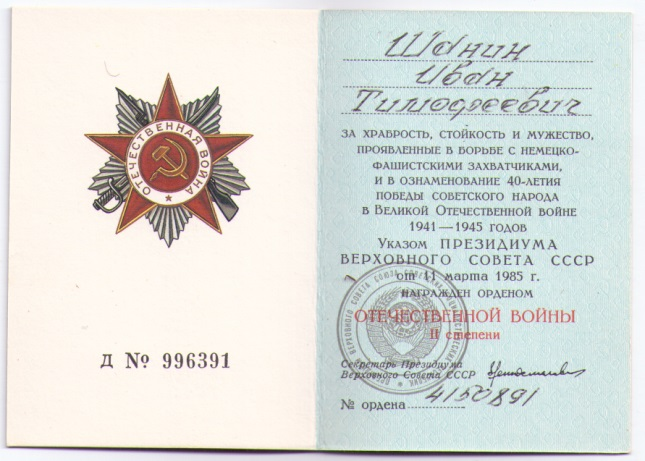 ОТЕЧЕСТВЕННАЯ ВОЙНА
Д № 996391
Шанин
Иван
Тимофеевич
ЗА ХРАБРОСТЬ, СТОЙКОСТЬ И МУЖЕСТВО,
ПРОЯВЛЕННЫЕ В БОРЬБЕ С НЕМЕЦКО-
ФАШИСТСКИМИ ЗАХВАТЧИКАМИ,
И В ОЗНАМЕНОВАНИЕ 40-ЛЕТИЯ
ПОБЕДЫ СОВЕТСКОГО НАРОДА
В ВЕЛИКОЙ ОТЕЧЕСТВЕННОЙ ВОЙНЕ
1941—1945 ГОДОВ
УКАЗОМ ПРЕЗИДИУМА
ВЕРХОВНОГО СОВЕТА СССР
от 11 марта 1985 г.
НАГРАЖДЕН ОРДЕНОМ
ОТЕЧЕСТВЕННОЙ ВОЙНЫ
II степени
Секретарь Президиума
Верховного Совета СССР
№ ордена 4150891